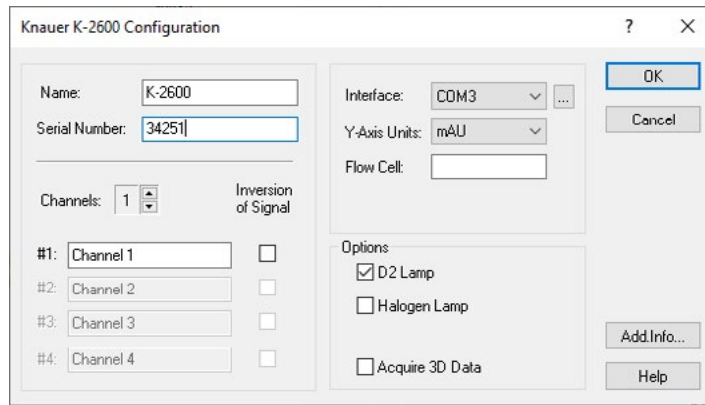 Knauer K-2600 Configuration
?
Name: K-2600
Serial Number: 34251
Channels: 1
Inversion
of Signal
#1: Channel 1
#2: Channel 2
#3: Channel 3
#4: Channel 4
Interface: COM3 ...
Y-Axis Units: mAU
Flow Cell:
Options
D2 Lamp
Halogen Lamp
Acquire 3D Data
OK
Cancel
Add.Info...
Help